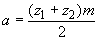 a = (z₁ + z₂)m / 2